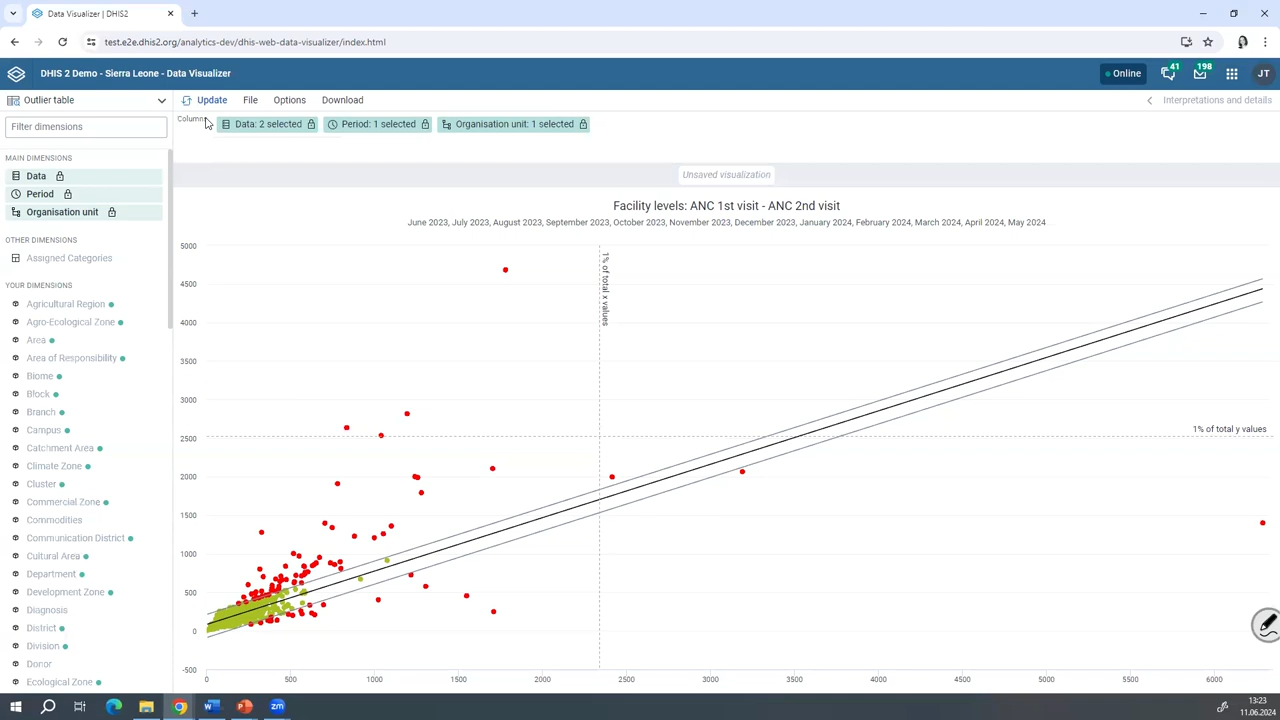 Data Visualizer | DHIS2
test.e2e.dhis2.org/analytics-dev/dhis-web-data-visualizer/index.html
DHIS 2 Demo - Sierra Leone - Data Visualizer
Online
41
198
JT
Outlier table
Update
File
Options
Download
Interpretations and details
Filter dimensions
Columns
Data: 2 selected
Period: 1 selected
Organisation unit: 1 selected
MAIN DIMENSIONS
Data
Period
Organisation unit
OTHER DIMENSIONS
Assigned Categories
YOUR DIMENSIONS
Agricultural Region
Agro-Ecological Zone
Area
Area of Responsibility
Biome
Block
Branch
Campus
Catchment Area
Climate Zone
Cluster
Commercial Zone
Commodities
Communication District
Cultural Area
Department
Development Zone
Diagnosis
District
Division
Donor
Ecological Zone
Unsaved visualization
Facility levels: ANC 1st visit - ANC 2nd visit
June 2023, July 2023, August 2023, September 2023, October 2023, November 2023, December 2023, January 2024, February 2024, March 2024, April 2024, May 2024
5000
4500
4000
3500
3000
2500
2000
1500
1000
500
0
-500
1% of total x values
1% of total y values
0
500
1000
1500
2000
2500
3000
3500
4000
4500
5000
5500
6000
13:23
11.06.2024